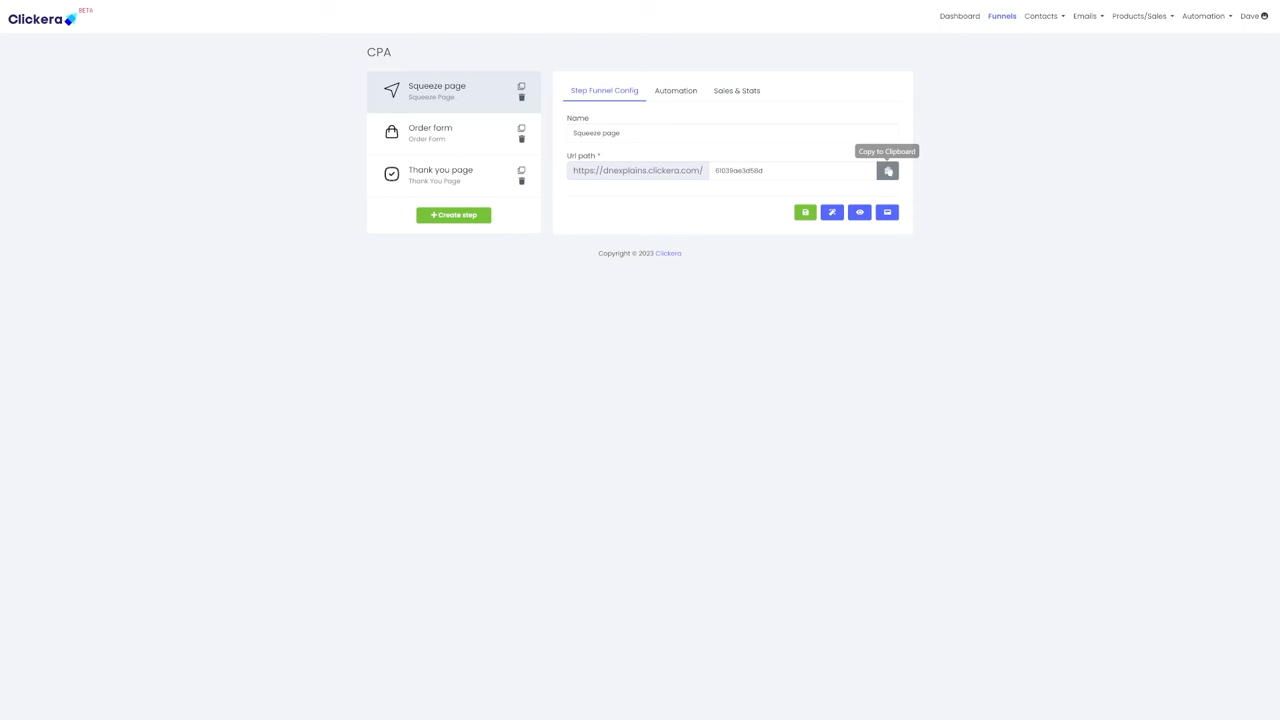 Clickera BETA
Dashboard Funnels Contacts Emails Products/Sales Automation Dave
CPA
Squeeze page
Squeeze Page
Order form
Order Form
Thank you page
Thank You Page
+ Create step
Step Funnel Config Automation Sales & Stats
Name
Squeeze page
Url path *
Copy to Clipboard
https://dnexplains.clickera.com/ 61039ae3d58d
Copyright © 2023 Clickera